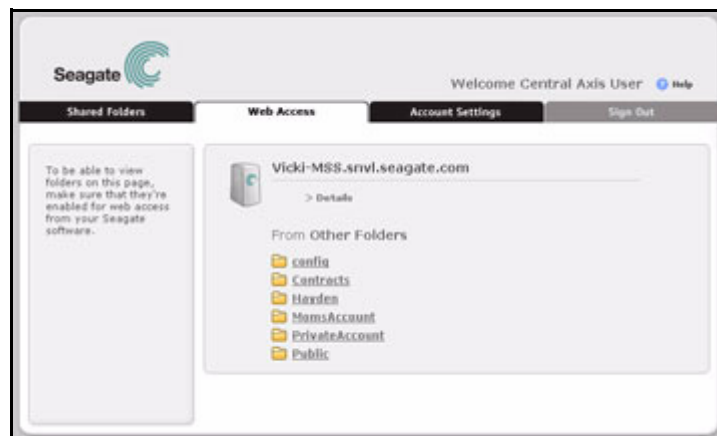 Seagate
Welcome Central Axis User
Help
Shared Folders
Web Access
Account Settings
Sign Out
To be able to view
folders on this page,
make sure that they're
enabled for web access
from your Seagate
software.
Vicki-MSS.snvl.seagate.com
> Details
From Other Folders
config
Contracts
Hayden
MomsAccount
PrivateAccount
Public